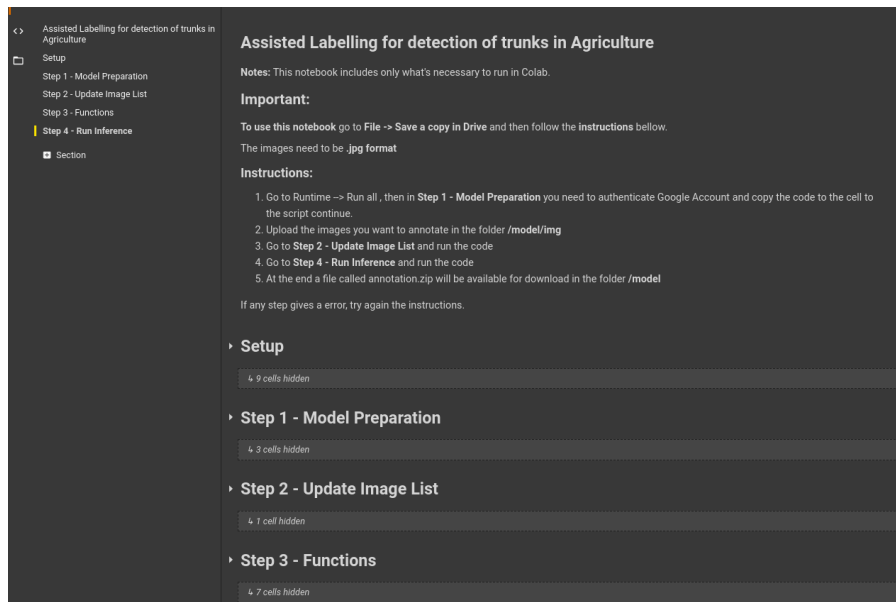 Assisted Labelling for detection of trunks in
Agriculture
Setup
Step 1 - Model Preparation
Step 2 - Update Image List
Step 3 - Functions
Step 4 - Run Inference
Section
Assisted Labelling for detection of trunks in Agriculture
Notes: This notebook includes only what's necessary to run in Colab.
Important:
To use this notebook go to File -> Save a copy in Drive and then follow the instructions bellow.
The images need to be .jpg format
Instructions:
1. Go to Runtime –> Run all , then in Step 1 - Model Preparation you need to authenticate Google Account and copy the code to the cell to
the script continue.
2. Upload the images you want to annotate in the folder /model/img
3. Go to Step 2 - Update Image List and run the code
4. Go to Step 4 - Run Inference and run the code
5. At the end a file called annotation.zip will be available for download in the folder /model
If any step gives a error, try again the instructions.
Setup
↳ 9 cells hidden
Step 1 - Model Preparation
↳ 3 cells hidden
Step 2 - Update Image List
↳ 1 cell hidden
Step 3 - Functions
↳ 7 cells hidden